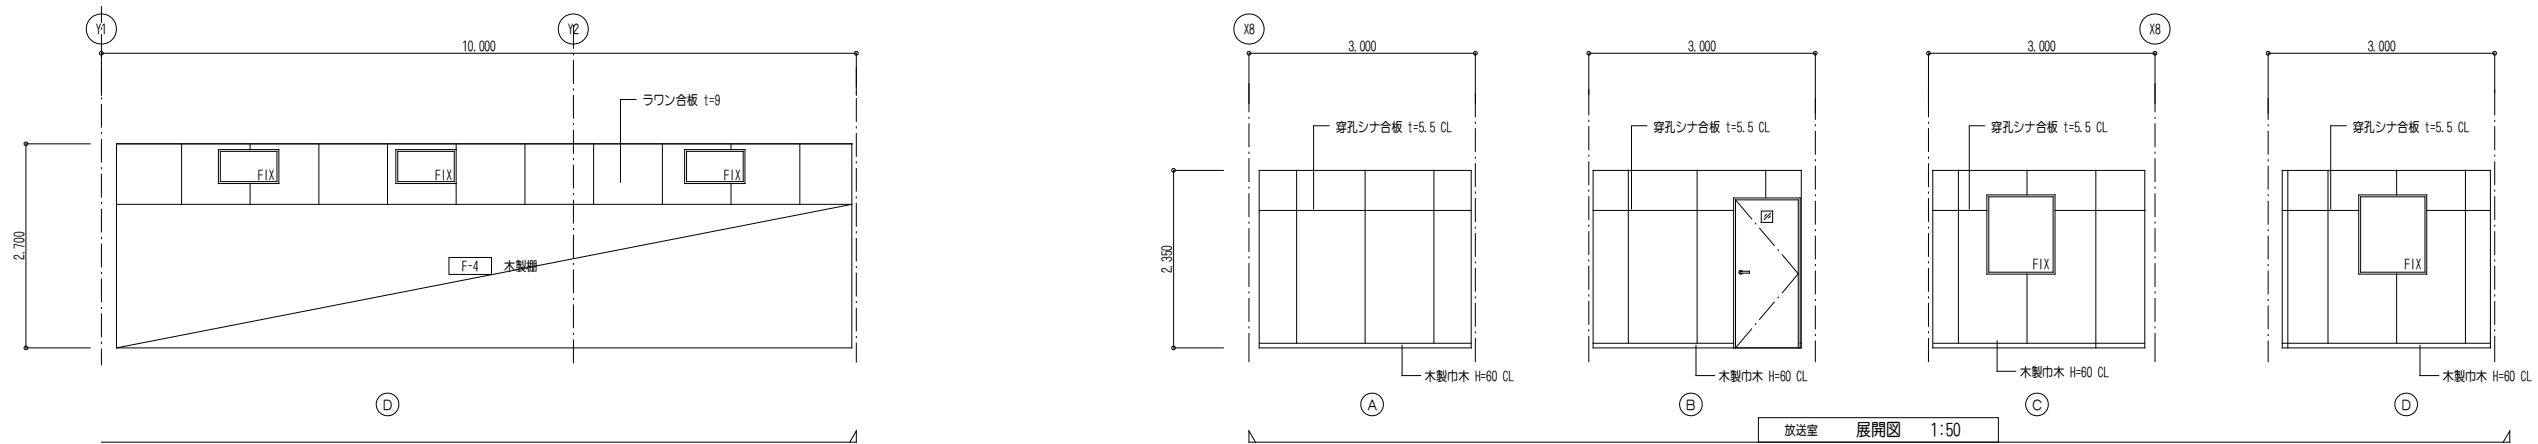 Y1
Y2
X8
X8
10,000
3,000
3,000
3,000
3,000
ラワン合板 t=9
穿孔シナ合板 t=5.5 CL
穿孔シナ合板 t=5.5 CL
穿孔シナ合板 t=5.5 CL
穿孔シナ合板 t=5.5 CL
FIX
FIX
FIX
2,700
2,350
F-4 木製棚
FIX
FIX
木製巾木 H=60 CL
木製巾木 H=60 CL
木製巾木 H=60 CL
木製巾木 H=60 CL
D
A
B
C
D
放送室 展開図 1:50